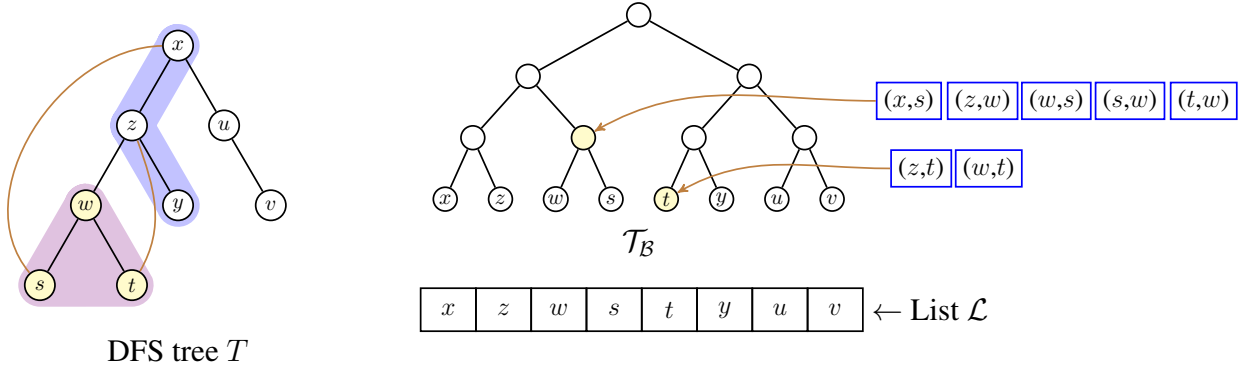 x
z
u
w
y
v
s
t
DFS tree T
x z w s t y u v
𝒯_ℬ
(x,s) (z,w) (w,s) (s,w) (t,w)
(z,t) (w,t)
x z w s t y u v ← List ℒ